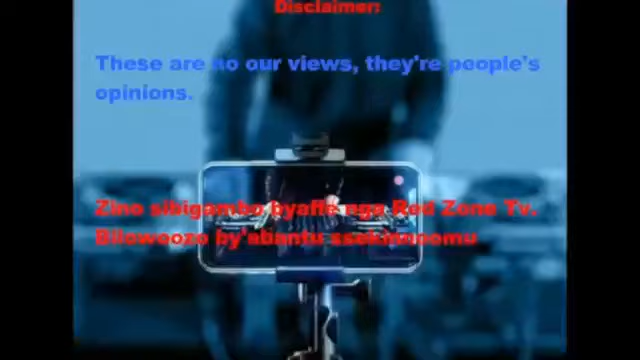 Disclaimer:
These are no our views, they're people's
opinions.
Zino sibigambo byaffe nga Red Zone Tv.
Bilowoozo by'abantu ssekinnoomu